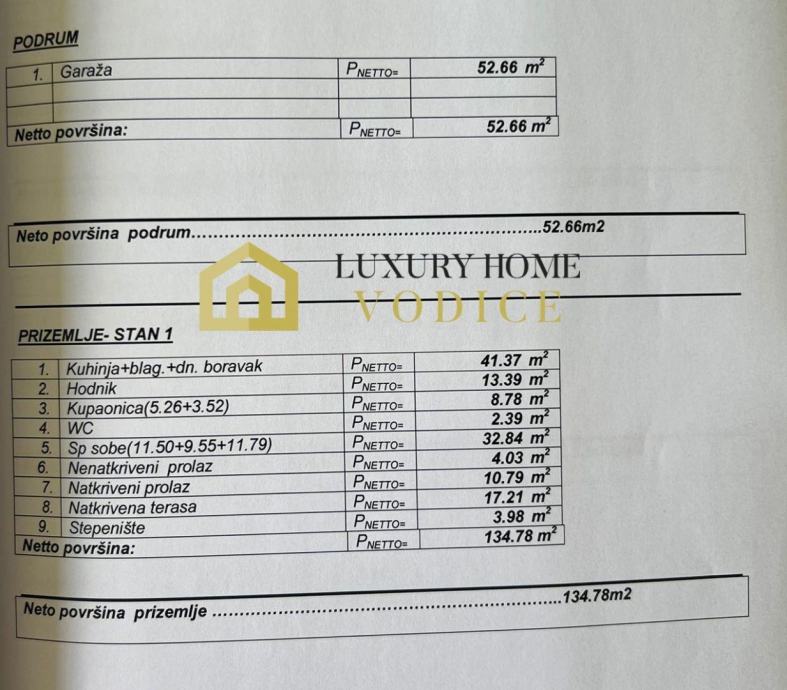 PODRUM
1. Garaža PNETTO= 52.66 m²
Netto površina: PNETTO= 52.66 m²
Neto površina podrum..............................................................52.66m2
LUXURY HOME
VODICE
PRIZEMLJE- STAN 1
1. Kuhinja+blag.+dn. boravak PNETTO= 41.37 m²
2. Hodnik PNETTO= 13.39 m²
3. Kupaonica(5.26+3.52) PNETTO= 8.78 m²
4. WC PNETTO= 2.39 m²
5. Sp sobe(11.50+9.55+11.79) PNETTO= 32.84 m²
6. Nenatkriveni prolaz PNETTO= 4.03 m²
7. Natkriveni prolaz PNETTO= 10.79 m²
8. Natkrivena terasa PNETTO= 17.21 m²
9. Stepenište PNETTO= 3.98 m²
Netto površina: PNETTO= 134.78 m²
Neto površina prizemlje ..............................................................134.78m2